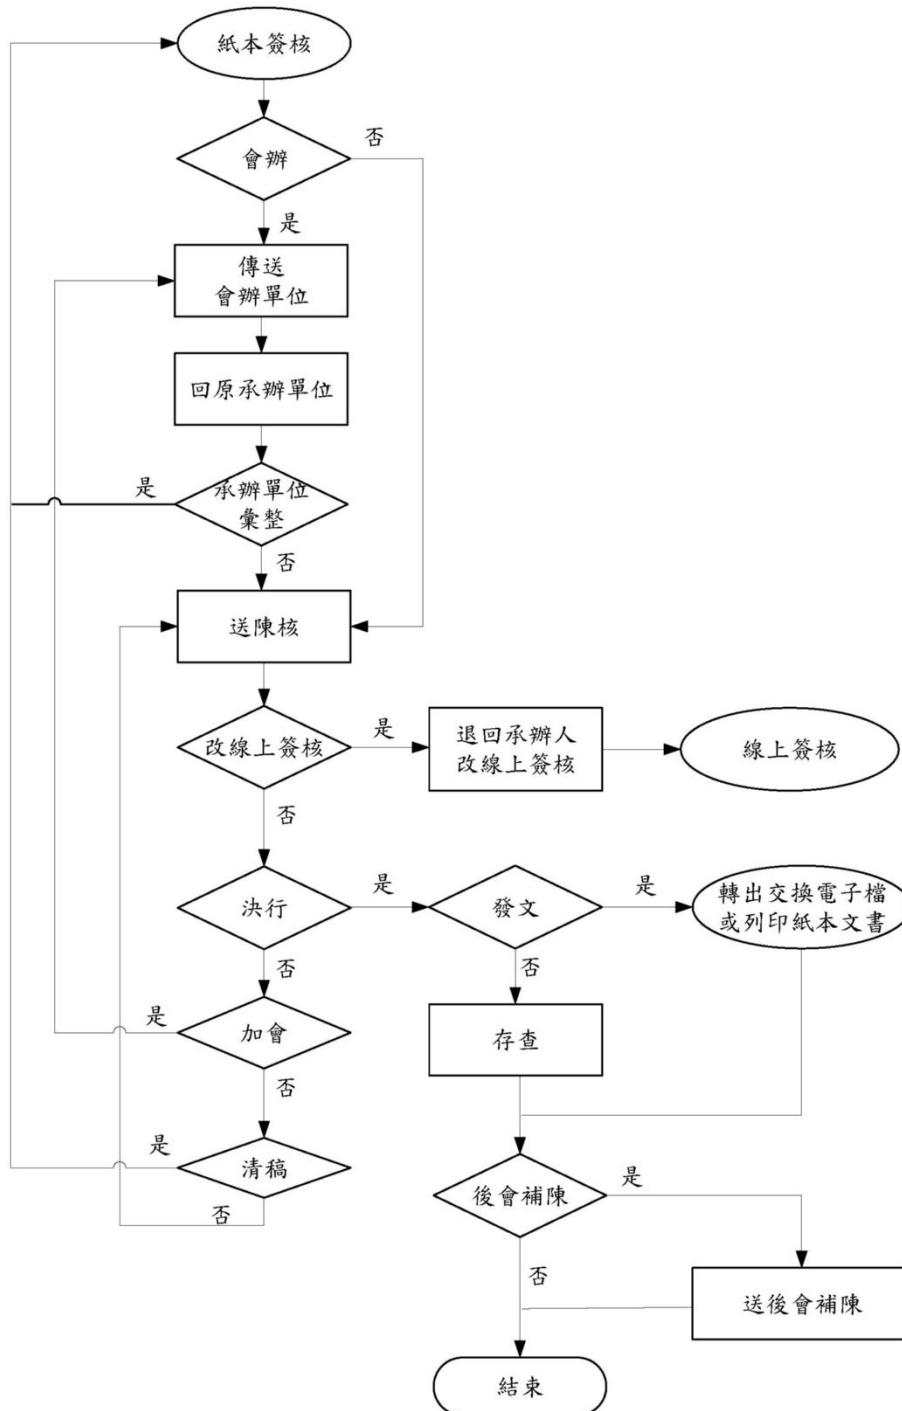 紙本簽核
否
會辦
是
傳送
會辦單位
回原承辦單位
是
承辦單位
彙整
否
送陳核
改線上簽核
是
退回承辦人
改線上簽核
線上簽核
否
決行
是
發文
是
轉出交換電子檔
或列印紙本文書
否
否
是
加會
存查
否
是
清稿
否
後會補陳
是
否
送後會補陳
結束